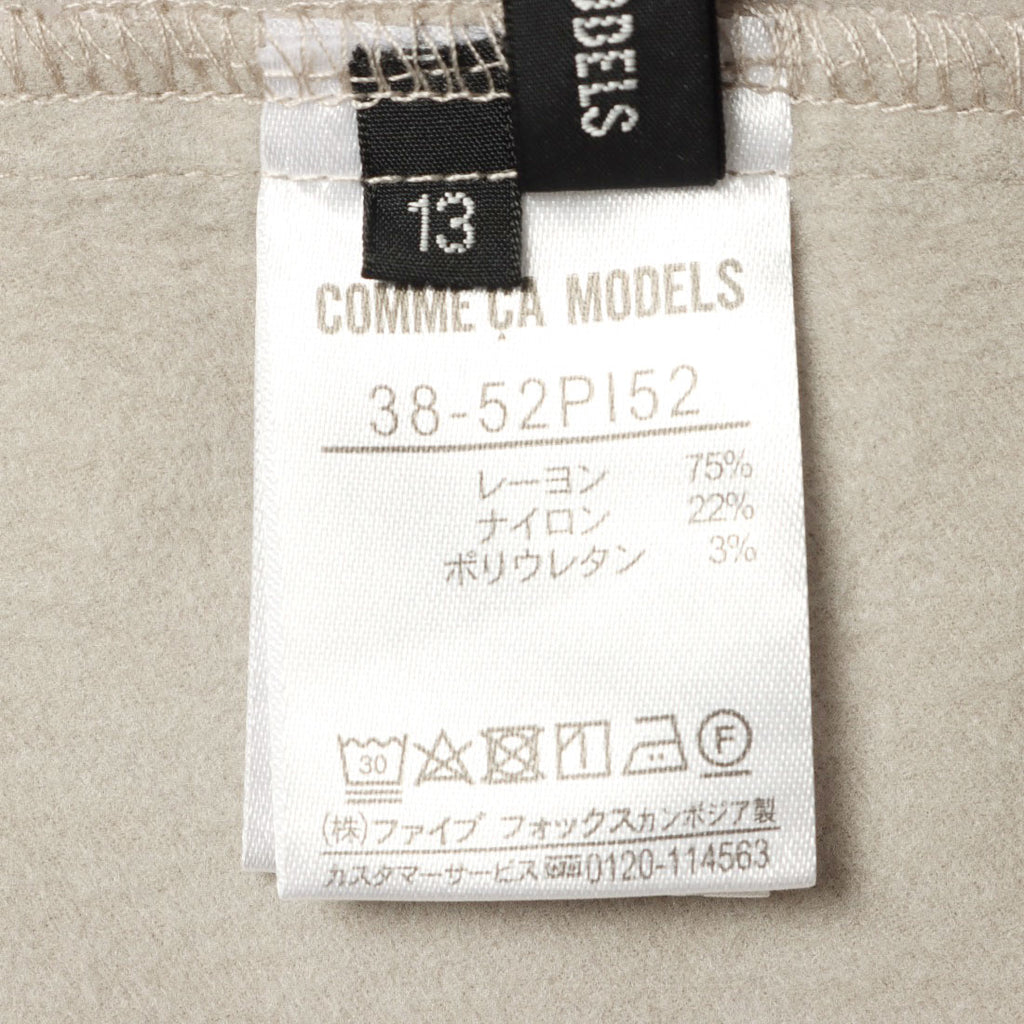 ODELS
13
COMME ÇA MODELS
38-52PI52
レーヨン 75%
ナイロン 22%
ポリウレタン 3%
30 1 F
(株)ファイブ フォックスカンボジア製
カスタマーサービス 0120-114563